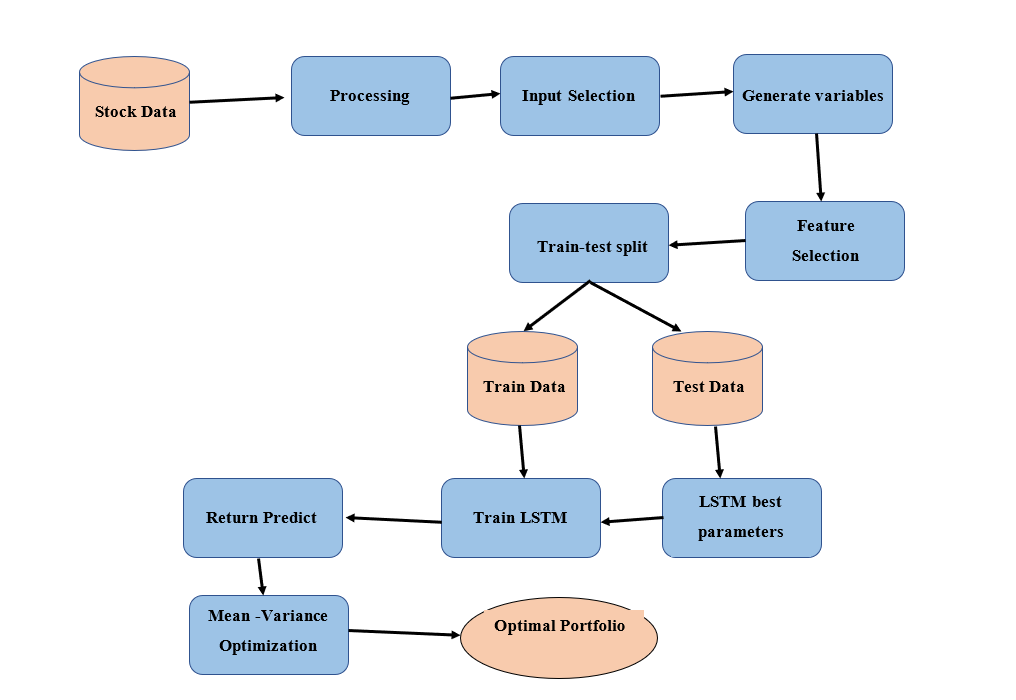 Stock Data
Processing
Input Selection
Generate variables
Feature
Selection
Train-test split
Train Data
Test Data
LSTM best
parameters
Train LSTM
Return Predict
Mean -Variance
Optimization
Optimal Portfolio